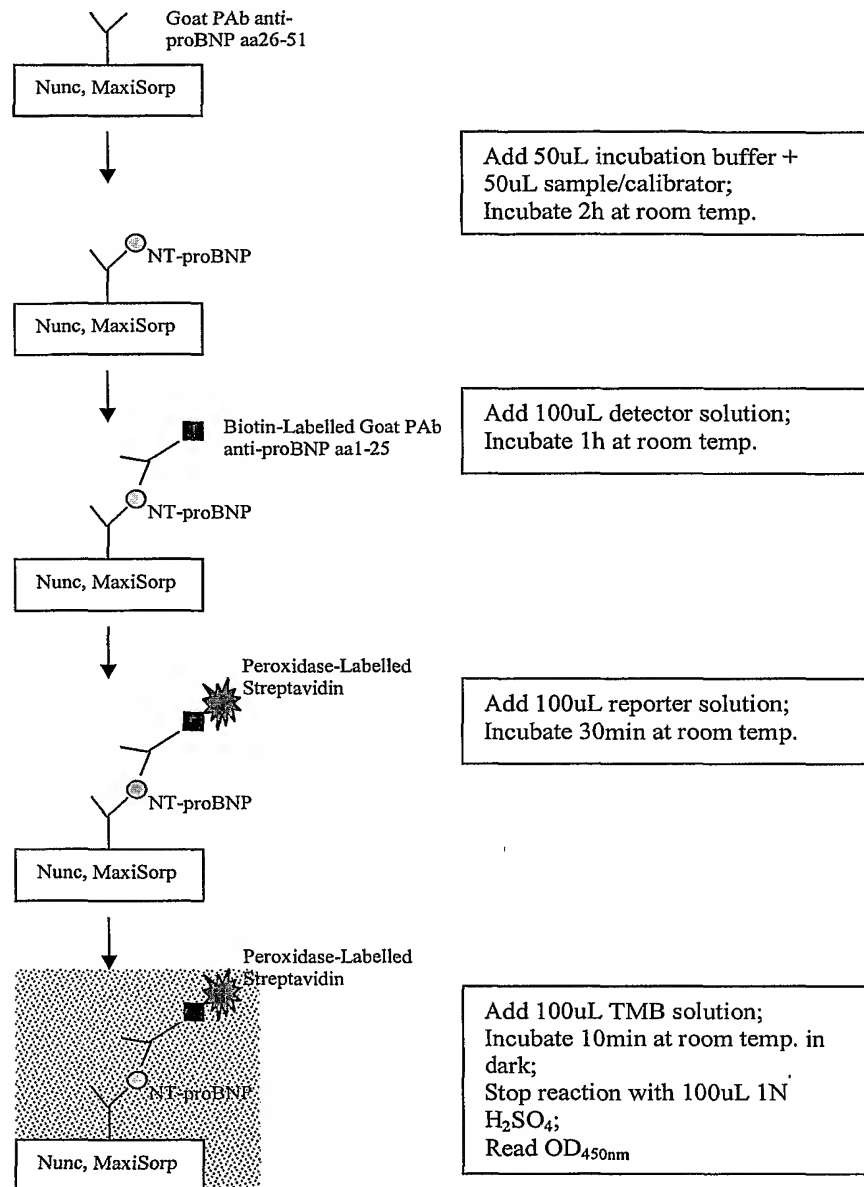 Goat PAb anti-
proBNP aa26-51
Nunc, MaxiSorp
Add 50uL incubation buffer +
50uL sample/calibrator;
Incubate 2h at room temp.
NT-proBNP
Nunc, MaxiSorp
Add 100uL detector solution;
Incubate 1h at room temp.
Biotin-Labelled Goat PAb
anti-proBNP aa1-25
NT-proBNP
Nunc, MaxiSorp
Peroxidase-Labelled
Streptavidin
Add 100uL reporter solution;
Incubate 30min at room temp.
NT-proBNP
Nunc, MaxiSorp
Peroxidase-Labelled
Streptavidin
Add 100uL TMB solution;
Incubate 10min at room temp. in
dark;
Stop reaction with 100uL 1N
H₂SO₄;
Read OD₄₅₀ₙₘ
NT-proBNP
Nunc, MaxiSorp